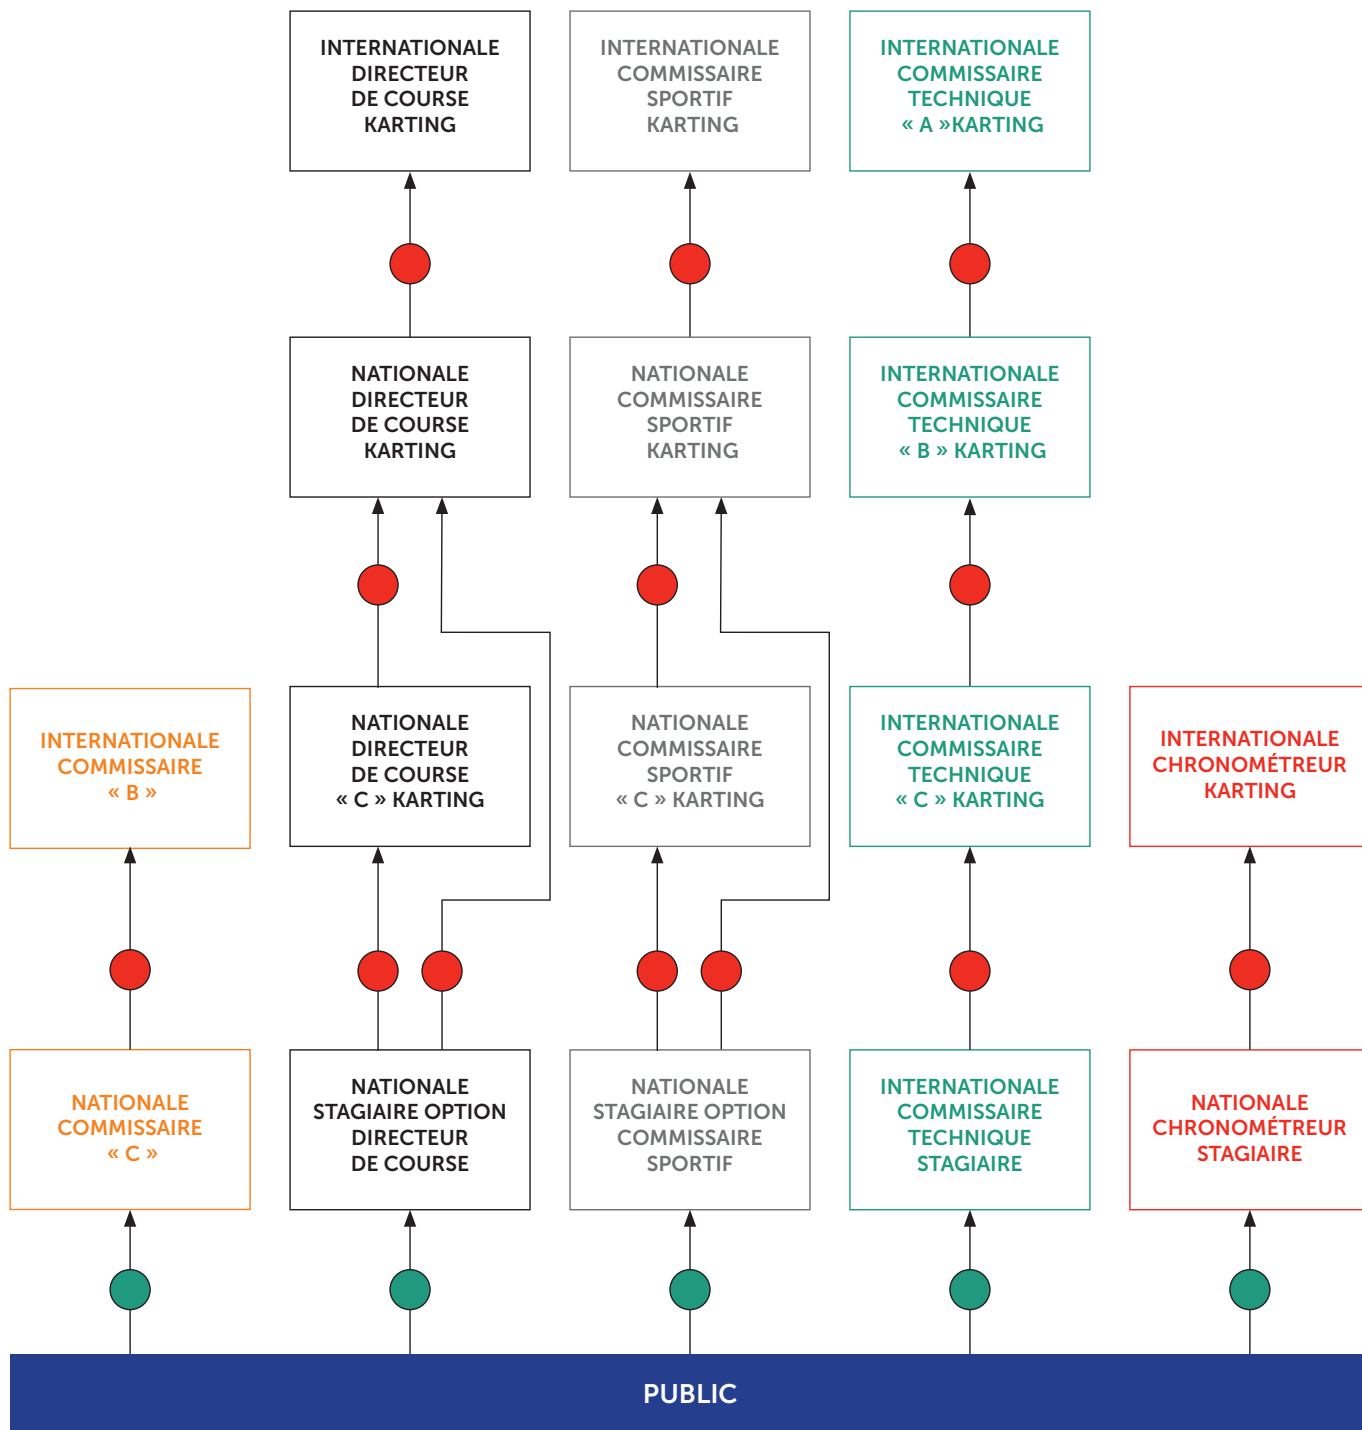 INTERNATIONALE
DIRECTEUR
DE COURSE
KARTING
INTERNATIONALE
COMMISSAIRE
SPORTIF
KARTING
INTERNATIONALE
COMMISSAIRE
TECHNIQUE
« A »KARTING
NATIONALE
DIRECTEUR
DE COURSE
KARTING
NATIONALE
COMMISSAIRE
SPORTIF
KARTING
INTERNATIONALE
COMMISSAIRE
TECHNIQUE
« B » KARTING
INTERNATIONALE
COMMISSAIRE
« B »
NATIONALE
DIRECTEUR
DE COURSE
« C » KARTING
NATIONALE
COMMISSAIRE
SPORTIF
« C » KARTING
INTERNATIONALE
COMMISSAIRE
TECHNIQUE
« C » KARTING
INTERNATIONALE
CHRONOMÉTREUR
KARTING
NATIONALE
COMMISSAIRE
« C »
NATIONALE
STAGIAIRE OPTION
DIRECTEUR
DE COURSE
NATIONALE
STAGIAIRE OPTION
COMMISSAIRE
SPORTIF
INTERNATIONALE
COMMISSAIRE
TECHNIQUE
STAGIAIRE
NATIONALE
CHRONOMÉTREUR
STAGIAIRE
PUBLIC